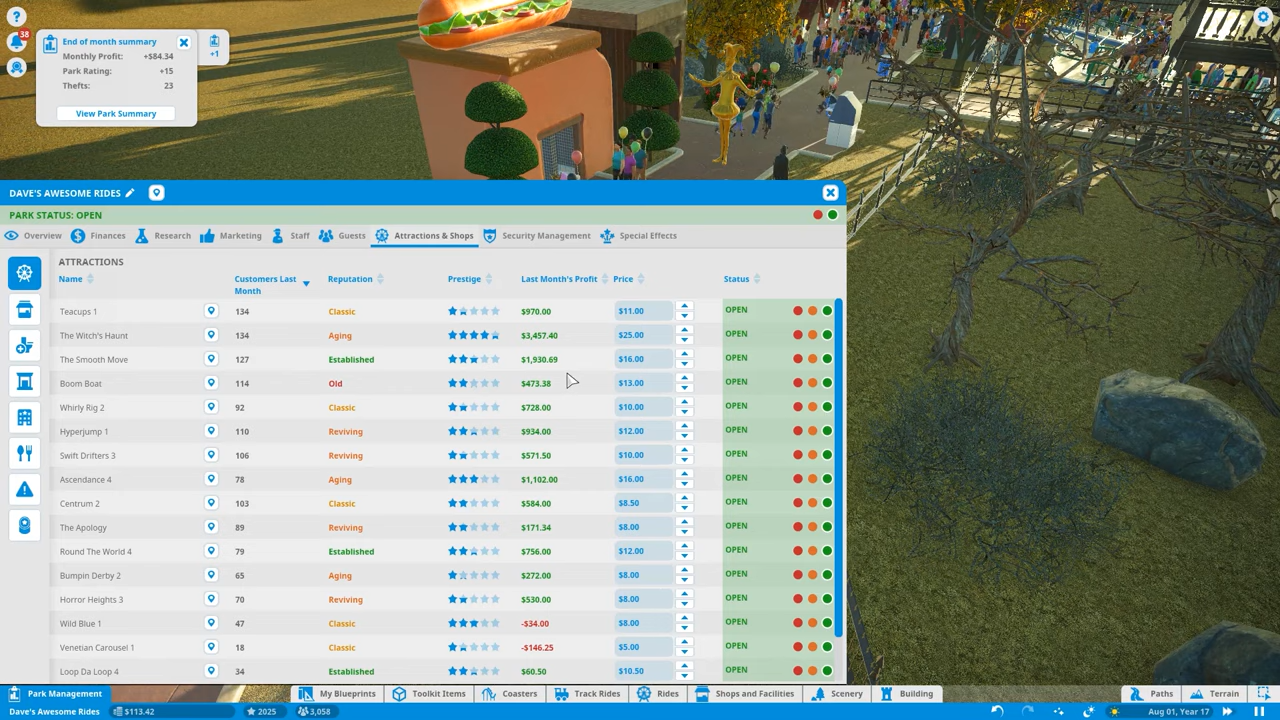 ?
38
End of month summary
Monthly Profit: +$84.34
Park Rating: +15
Thefts: 23
View Park Summary
+1
DAVE'S AWESOME RIDES
PARK STATUS: OPEN
Overview Finances Research Marketing Staff Guests Attractions & Shops Security Management Special Effects
ATTRACTIONS
Name Customers Last Month Reputation Prestige Last Month's Profit Price Status
Teacups 1 134 Classic $970.00 $11.00 OPEN
The Witch's Haunt 134 Aging $3,457.40 $25.00 OPEN
The Smooth Move 127 Established $1,930.69 $16.00 OPEN
Boom Boat 114 Old $473.38 $13.00 OPEN
Whirly Rig 2 92 Classic $728.00 $10.00 OPEN
Hyperjump 1 110 Reviving $934.00 $12.00 OPEN
Swift Drifters 3 106 Reviving $571.50 $10.00 OPEN
Ascendance 4 78 Aging $1,102.00 $16.00 OPEN
Centrum 2 103 Classic $584.00 $8.50 OPEN
The Apology 89 Reviving $171.34 $8.00 OPEN
Round The World 4 79 Established $756.00 $12.00 OPEN
Bumpin Derby 2 65 Aging $272.00 $8.00 OPEN
Horror Heights 3 70 Reviving $530.00 $8.00 OPEN
Wild Blue 1 47 Classic -$34.00 $8.00 OPEN
Venetian Carousel 1 18 Classic -$146.25 $5.00 OPEN
Loop Da Loop 4 34 Established $60.50 $10.50 OPEN
Park Management My Blueprints Toolkit Items Coasters Track Rides Rides Shops and Facilities Scenery Building Paths Terrain
Dave's Awesome Rides $113.42 2025 3,058 Aug 01, Year 17